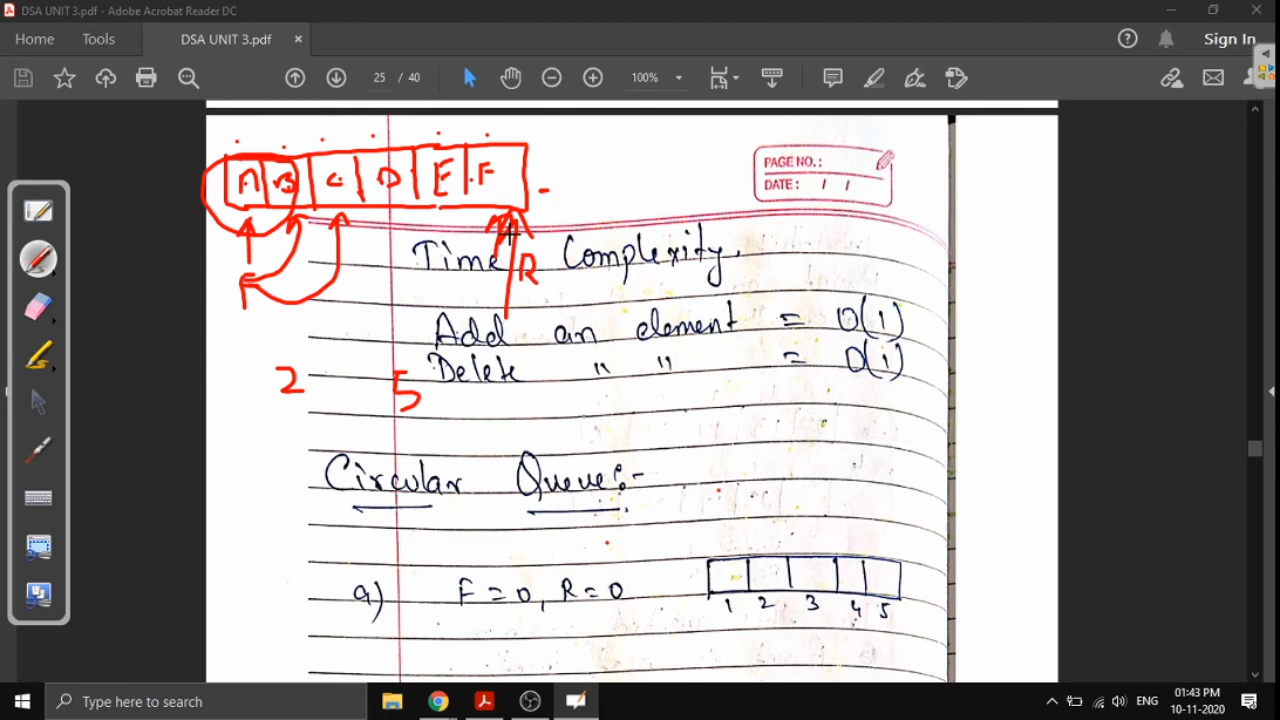 DSA UNIT 3.pdf - Adobe Acrobat Reader DC
Home Tools DSA UNIT 3.pdf × Sign In
25 / 40 100%
A B C D E F
PAGE NO.:
DATE: / /
Time Complexity.
R
Add an element = O(1)
Delete " " = O(1)
2 5
Circular Queue:-
a) F = 0, R = 0
1 2 3 4 5
Type here to search
ENG
01:43 PM
10-11-2020